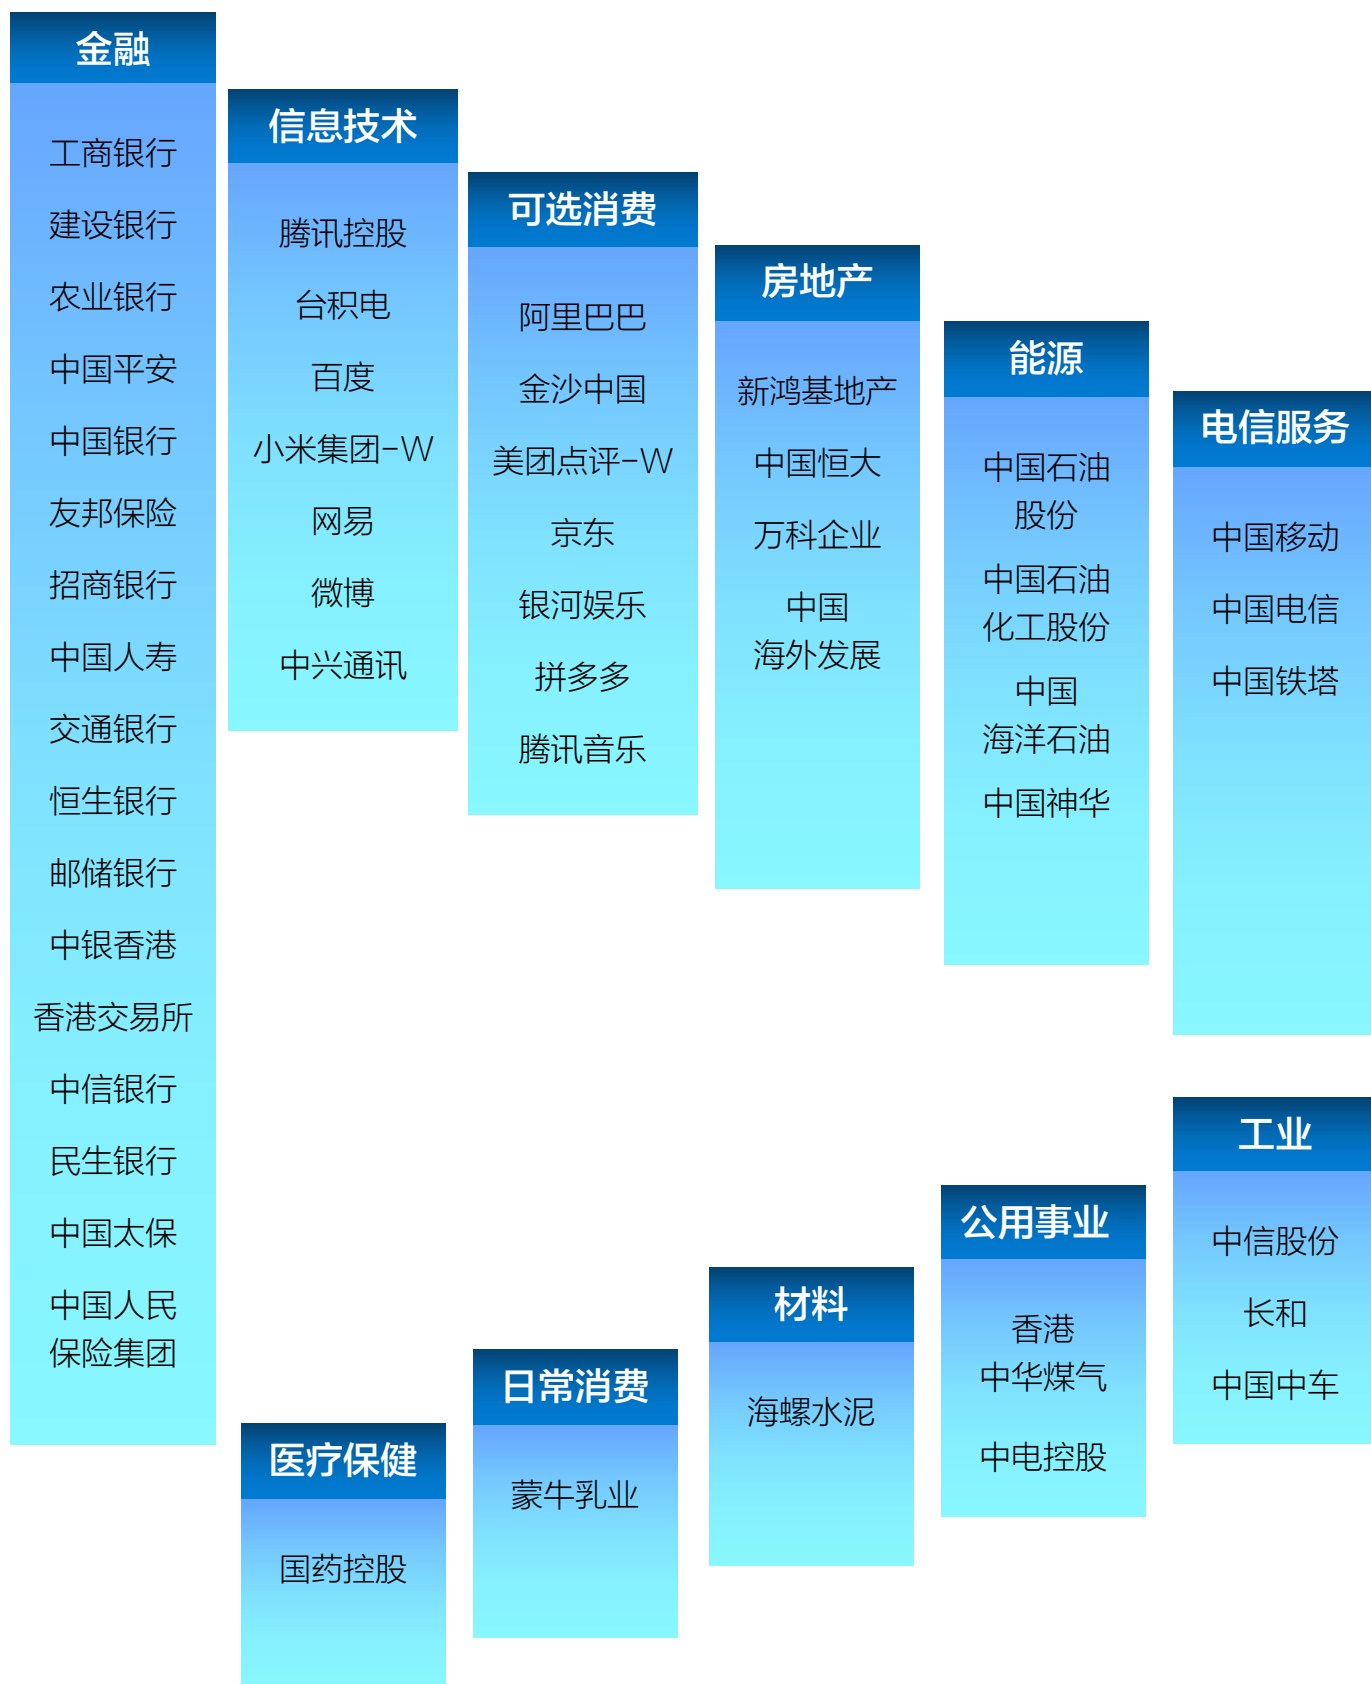 金融
工商银行
建设银行
农业银行
中国平安
中国银行
友邦保险
招商银行
中国人寿
交通银行
恒生银行
邮储银行
中银香港
香港交易所
中信银行
民生银行
中国太保
中国人民
保险集团
信息技术
腾讯控股
台积电
百度
小米集团-W
网易
微博
中兴通讯
可选消费
阿里巴巴
金沙中国
美团点评-W
京东
银河娱乐
拼多多
腾讯音乐
房地产
新鸿基地产
中国恒大
万科企业
中国
海外发展
能源
中国石油
股份
中国石油
化工股份
中国
海洋石油
中国神华
电信服务
中国移动
中国电信
中国铁塔
医疗保健
国药控股
日常消费
蒙牛乳业
材料
海螺水泥
公用事业
香港
中华煤气
中电控股
工业
中信股份
长和
中国中车